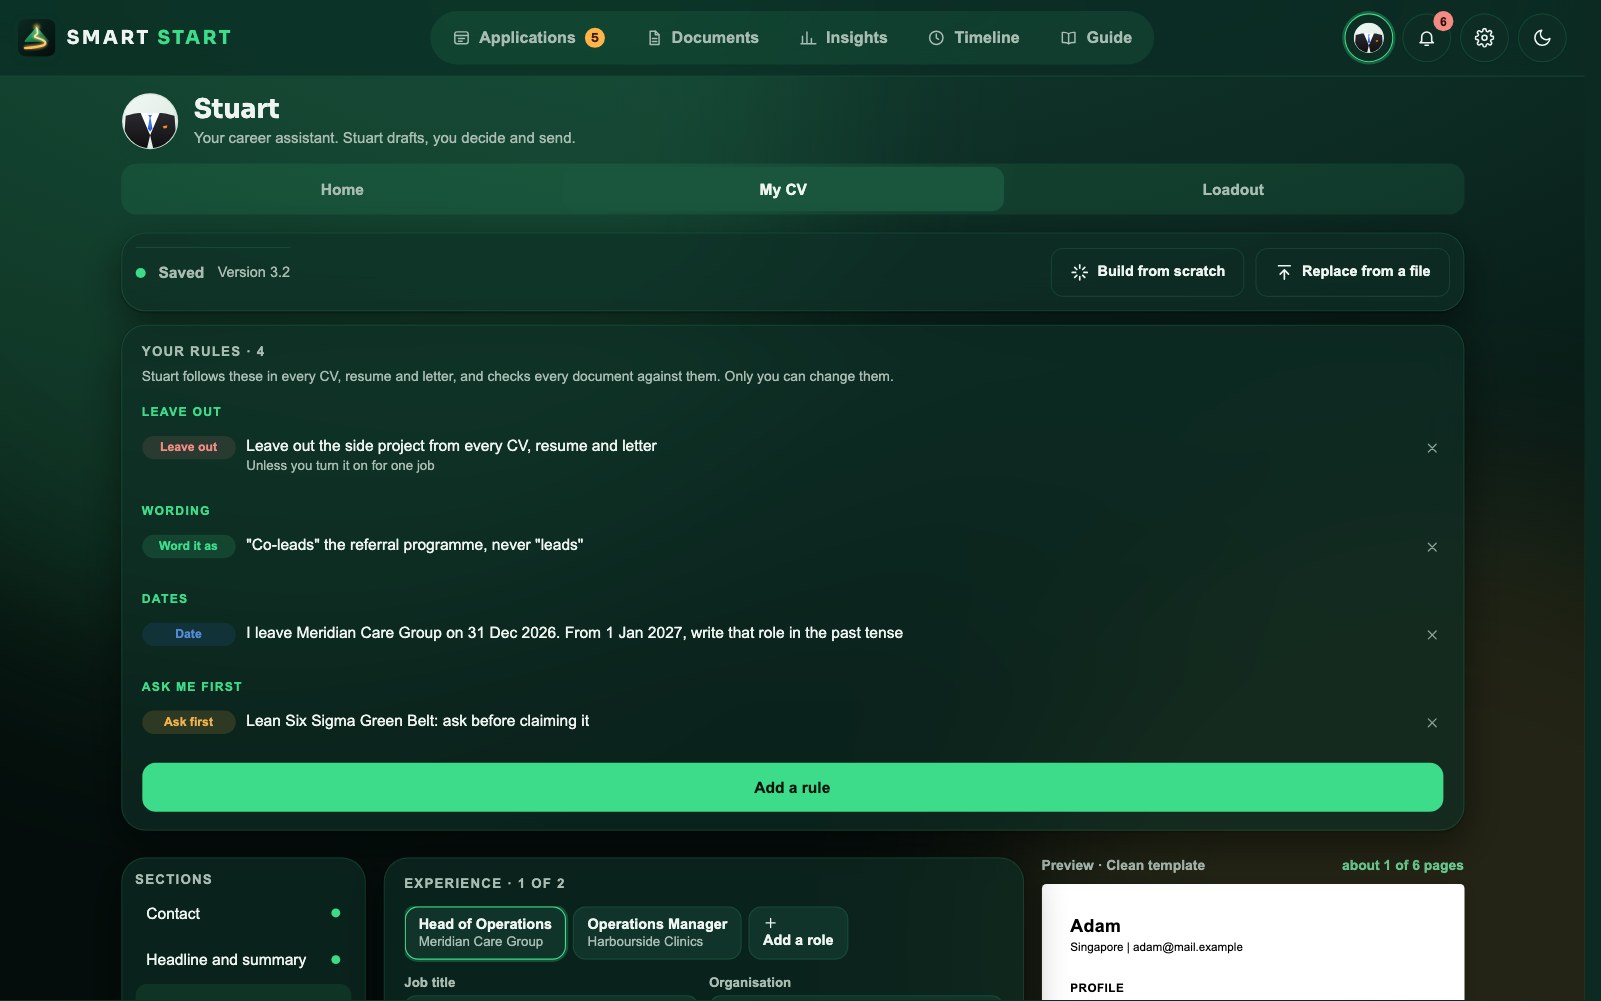 SMART START
Applications 5
Documents
Insights
Timeline
Guide
6
Stuart
Your career assistant. Stuart drafts, you decide and send.
Home
My CV
Loadout
Saved Version 3.2
Build from scratch
Replace from a file
YOUR RULES · 4
Stuart follows these in every CV, resume and letter, and checks every document against them. Only you can change them.
LEAVE OUT
Leave out Leave out the side project from every CV, resume and letter
Unless you turn it on for one job
WORDING
Word it as "Co-leads" the referral programme, never "leads"
DATES
Date I leave Meridian Care Group on 31 Dec 2026. From 1 Jan 2027, write that role in the past tense
ASK ME FIRST
Ask first Lean Six Sigma Green Belt: ask before claiming it
Add a rule
SECTIONS
Contact
Headline and summary
EXPERIENCE · 1 OF 2
Head of Operations
Meridian Care Group
Operations Manager
Harbourside Clinics
+
Add a role
Job title
Organisation
Preview · Clean template
about 1 of 6 pages
Adam
Singapore | adam@mail.example
PROFILE